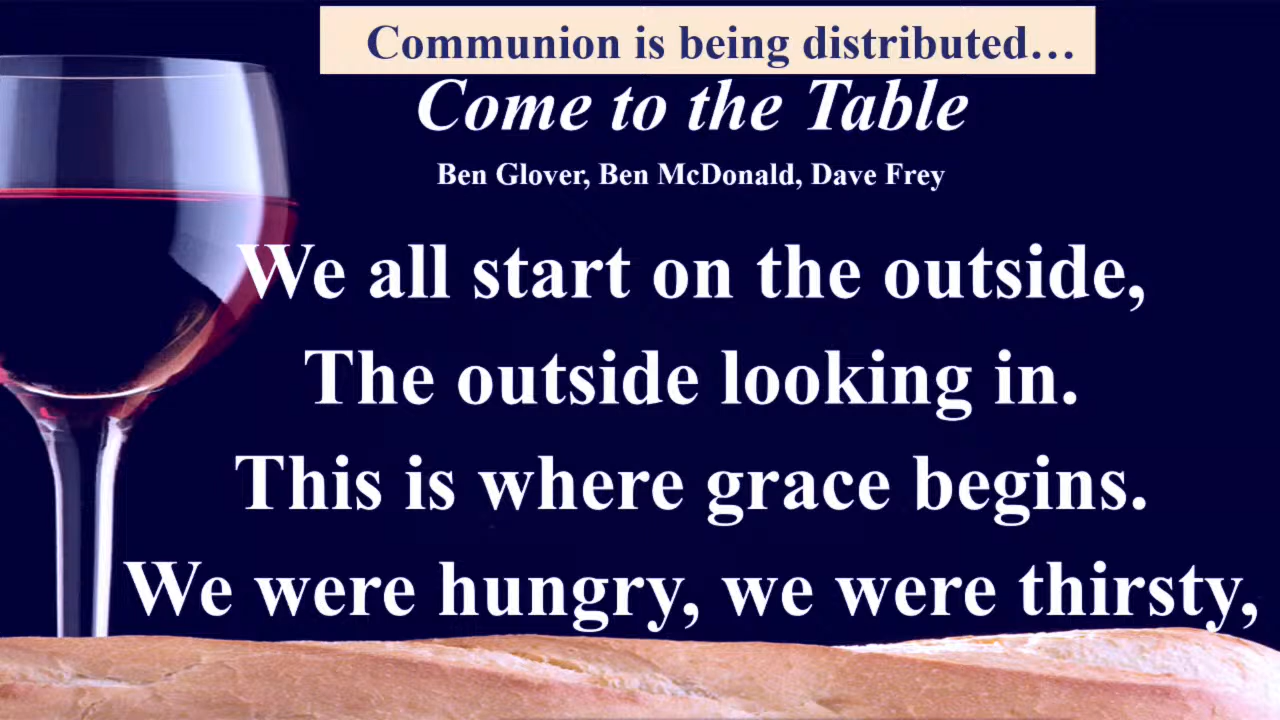 Communion is being distributed…
Come to the Table
Ben Glover, Ben McDonald, Dave Frey
We all start on the outside,
The outside looking in.
This is where grace begins.
We were hungry, we were thirsty,